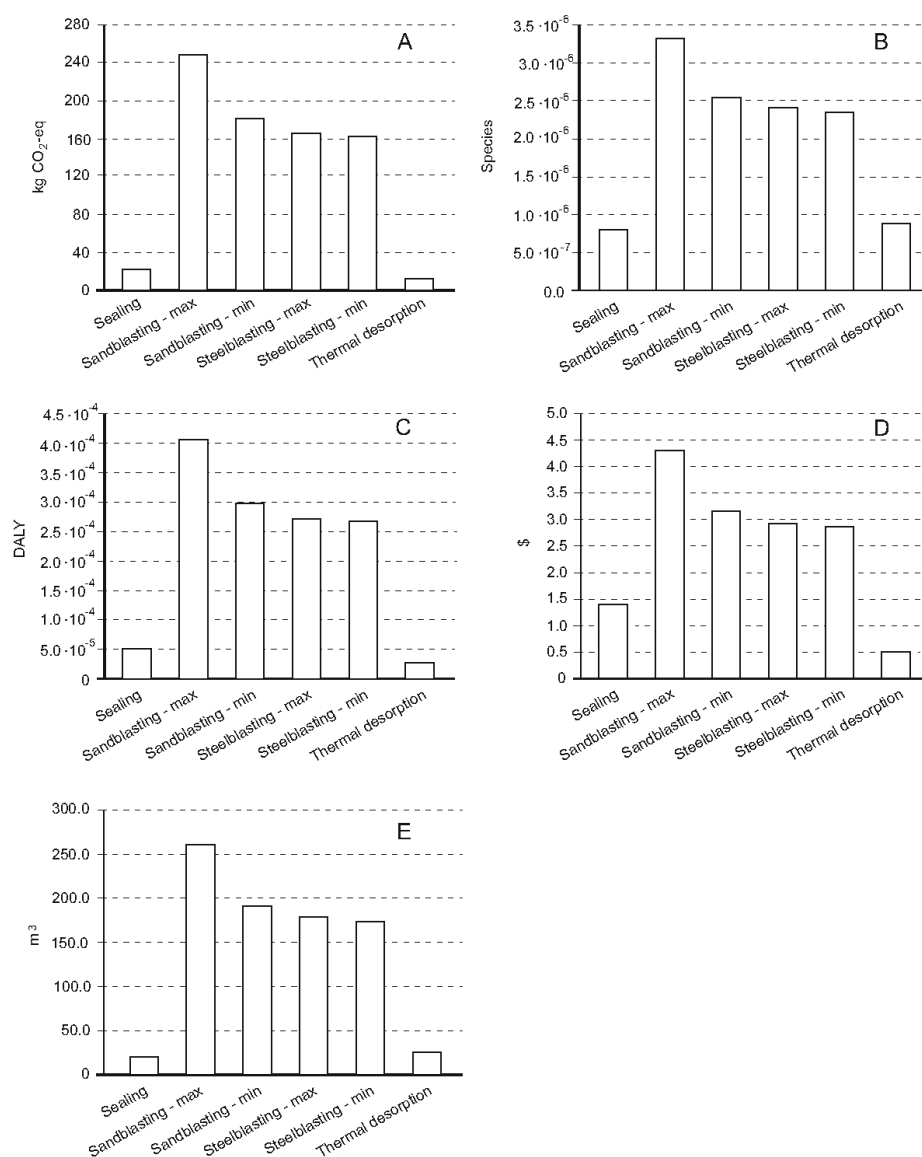 A
kg CO₂-eq
280
240
200
160
120
80
40
0
Sealing
Sandblasting - max
Sandblasting - min
Steelblasting - max
Steelblasting - min
Thermal desorption
B
Species
3.5·10⁻⁶
3.0·10⁻⁶
2.5·10⁻⁶
2.0·10⁻⁶
1.5·10⁻⁶
1.0·10⁻⁶
5.0·10⁻⁷
0.0
Sealing
Sandblasting - max
Sandblasting - min
Steelblasting - max
Steelblasting - min
Thermal desorption
C
DALY
4.5·10⁻⁴
4.0·10⁻⁴
3.5·10⁻⁴
3.0·10⁻⁴
2.5·10⁻⁴
2.0·10⁻⁴
1.5·10⁻⁴
1.0·10⁻⁴
5.0·10⁻⁵
0
Sealing
Sandblasting - max
Sandblasting - min
Steelblasting - max
Steelblasting - min
Thermal desorption
D
$
5.0
4.5
4.0
3.5
3.0
2.5
2.0
1.5
1.0
0.5
0
Sealing
Sandblasting - max
Sandblasting - min
Steelblasting - max
Steelblasting - min
Thermal desorption
E
m³
300.0
250.0
200.0
150.0
100.0
50.0
0
Sealing
Sandblasting - max
Sandblasting - min
Steelblasting - max
Steelblasting - min
Thermal desorption